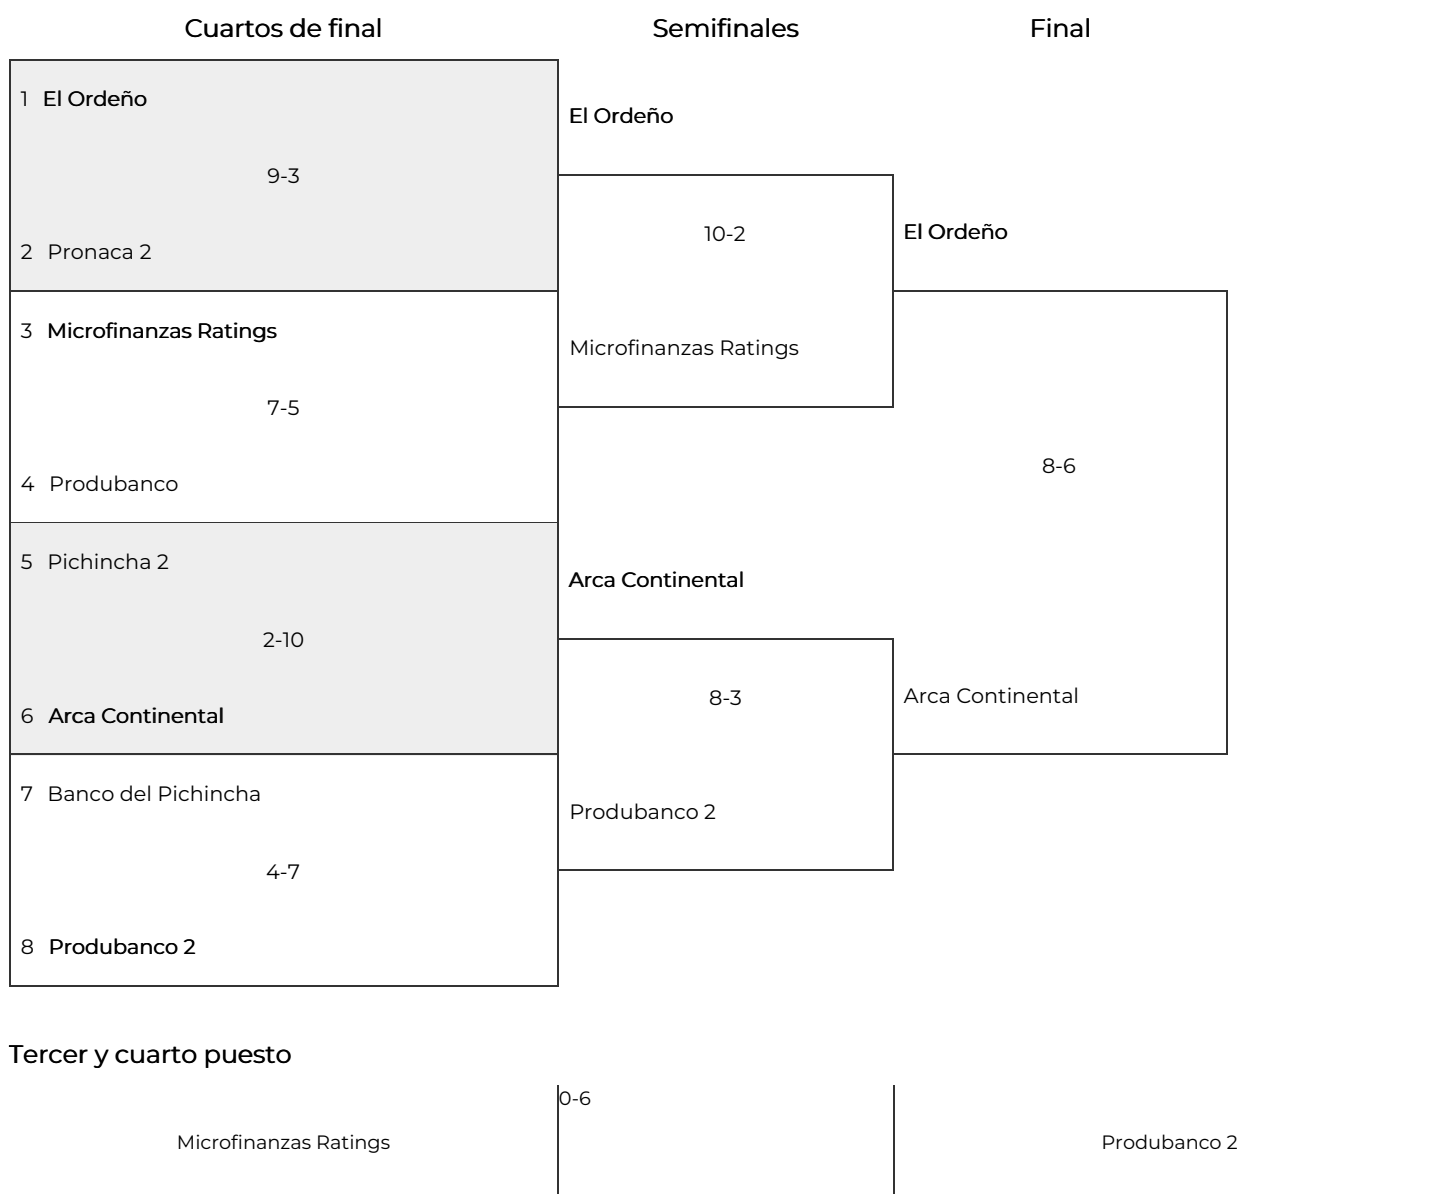 Cuartos de final Semifinales Final
1 El Ordeño
9-3
2 Pronaca 2
3 Microfinanzas Ratings
7-5
4 Produbanco
5 Pichincha 2
2-10
6 Arca Continental
7 Banco del Pichincha
4-7
8 Produbanco 2
El Ordeño
10-2
Microfinanzas Ratings
Arca Continental
8-3
Produbanco 2
El Ordeño
8-6
Arca Continental
Tercer y cuarto puesto
Microfinanzas Ratings
0-6
Produbanco 2